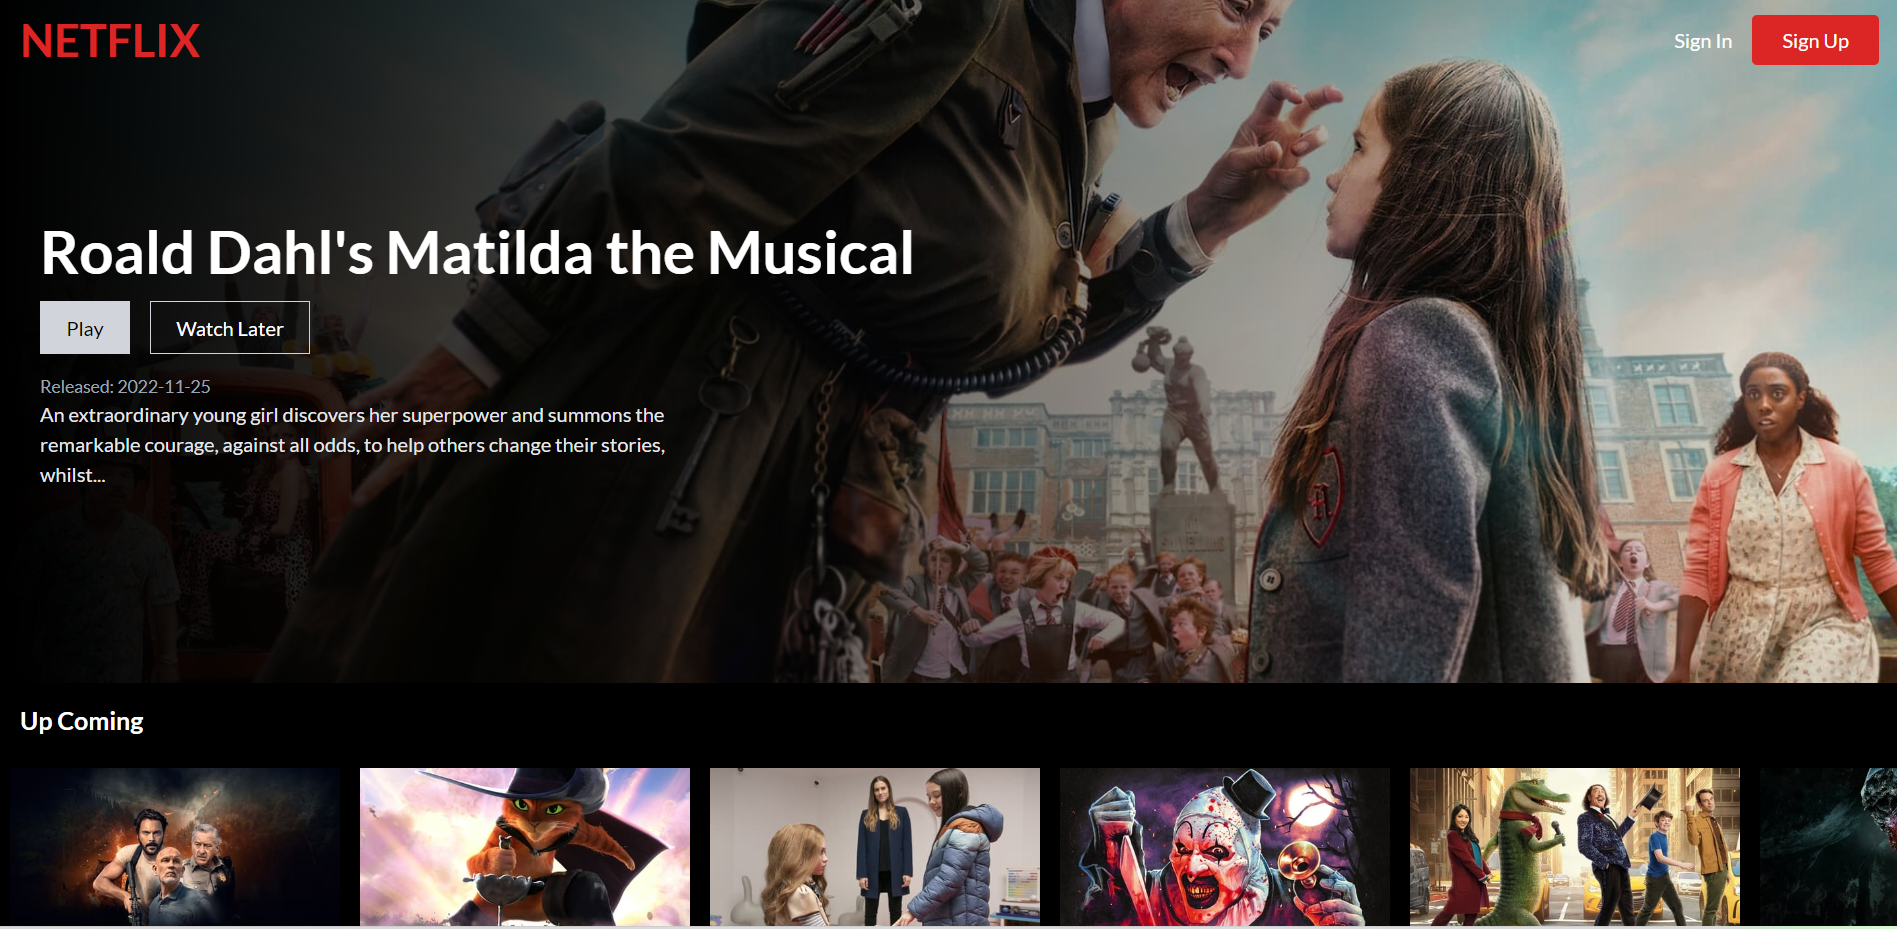 NETFLIX
Sign In
Sign Up
Roald Dahl's Matilda the Musical
Play
Watch Later
Released: 2022-11-25
An extraordinary young girl discovers her superpower and summons the
remarkable courage, against all odds, to help others change their stories,
whilst...
Up Coming